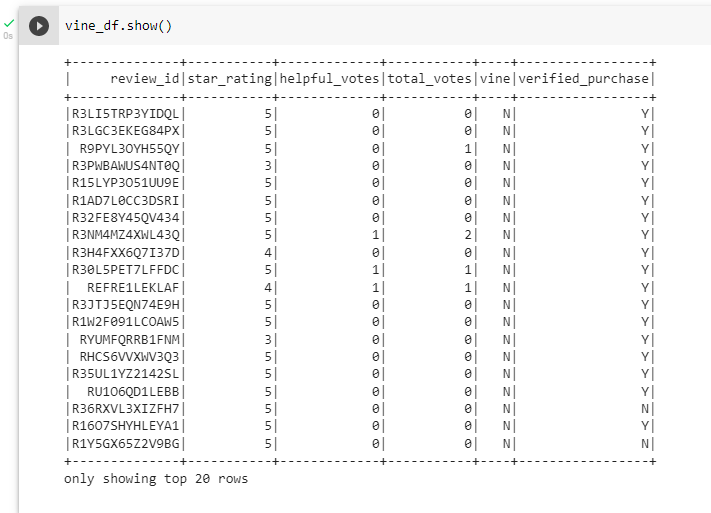 vine_df.show()
0s
+--------------+-----------+-------------+-----------+----+-----------------+
|     review_id|star_rating|helpful_votes|total_votes|vine|verified_purchase|
+--------------+-----------+-------------+-----------+----+-----------------+
|R3LI5TRP3YIDQL|          5|            0|          0|   N|                Y|
|R3LGC3EKEG84PX|          5|            0|          0|   N|                Y|
| R9PYL3OYH55QY|          5|            0|          1|   N|                Y|
|R3PWBAWUS4NT0Q|          3|            0|          0|   N|                Y|
|R15LYP3O51UU9E|          5|            0|          0|   N|                Y|
|R1AD7L0CC3DSRI|          5|            0|          0|   N|                Y|
|R32FE8Y45QV434|          5|            0|          0|   N|                Y|
|R3NM4MZ4XWL43Q|          5|            1|          2|   N|                Y|
|R3H4FXX6Q7I37D|          4|            0|          0|   N|                Y|
|R30L5PET7LFFDC|          5|            1|          1|   N|                Y|
|  REFRE1LEKLAF|          4|            1|          1|   N|                Y|
|R3JTJ5EQN74E9H|          5|            0|          0|   N|                Y|
|R1W2F091LCOAW5|          5|            0|          0|   N|                Y|
| RYUMFQRRB1FNM|          3|            0|          0|   N|                Y|
| RHCS6VVXWV3Q3|          5|            0|          0|   N|                Y|
|R35UL1YZ2142SL|          5|            0|          0|   N|                Y|
|  RU1O6QD1LEBB|          5|            0|          0|   N|                Y|
|R36RXVL3XIZFH7|          5|            0|          0|   N|                N|
|R16O7SHYHLEYA1|          5|            0|          0|   N|                Y|
|R1Y5GX65Z2V9BG|          5|            0|          0|   N|                N|
+--------------+-----------+-------------+-----------+----+-----------------+
only showing top 20 rows